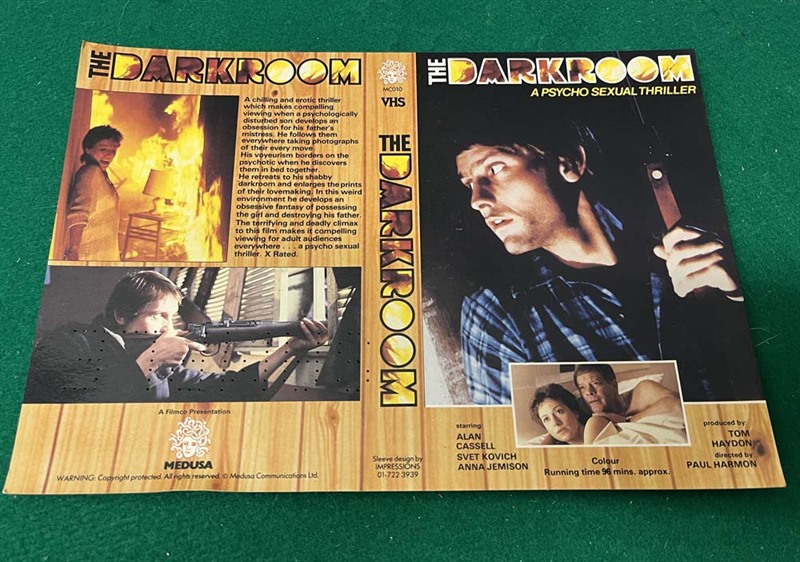 THE DARKROOM
A chilling and erotic thriller
which makes compelling
viewing when a psychologically
disturbed son develops an
obsession for his father's
mistress. He follows them
everywhere taking photographs
of their every move.
His voyeurism borders on the
psychotic when he discovers
them in bed together.
He retreats to his shabby
darkroom and enlarges the prints
of their lovemaking. In this weird
environment he develops an
obsessive fantasy of possessing
the girl and destroying his father.
The terrifying and deadly climax
to this film makes it compelling
viewing for adult audiences
everywhere . . . a psycho sexual
thriller. X Rated.
A Filmco Presentation
MEDUSA
WARNING: Copyright protected. All rights reserved. © Medusa Communications Ltd.
MC010
VHS
THE DARKROOM
Sleeve design by
IMPRESSIONS
01-722 3939
THE DARKROOM
A PSYCHO SEXUAL THRILLER
starring
ALAN
CASSELL
SVET KOVICH
ANNA JEMISON
Colour
Running time 96 mins. approx.
produced by:
TOM
HAYDON
directed by:
PAUL HARMON